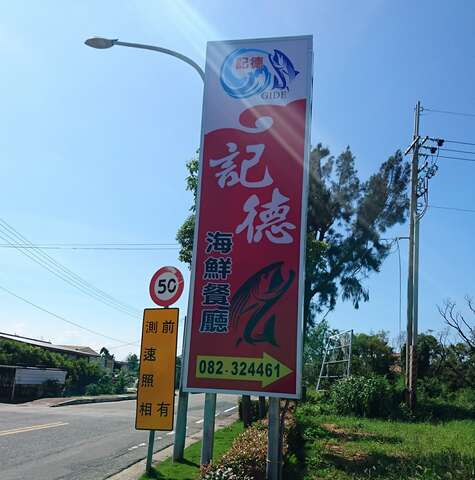 記德
GIDE
記德
海鮮餐廳
082-324461
50
前有
測速照相